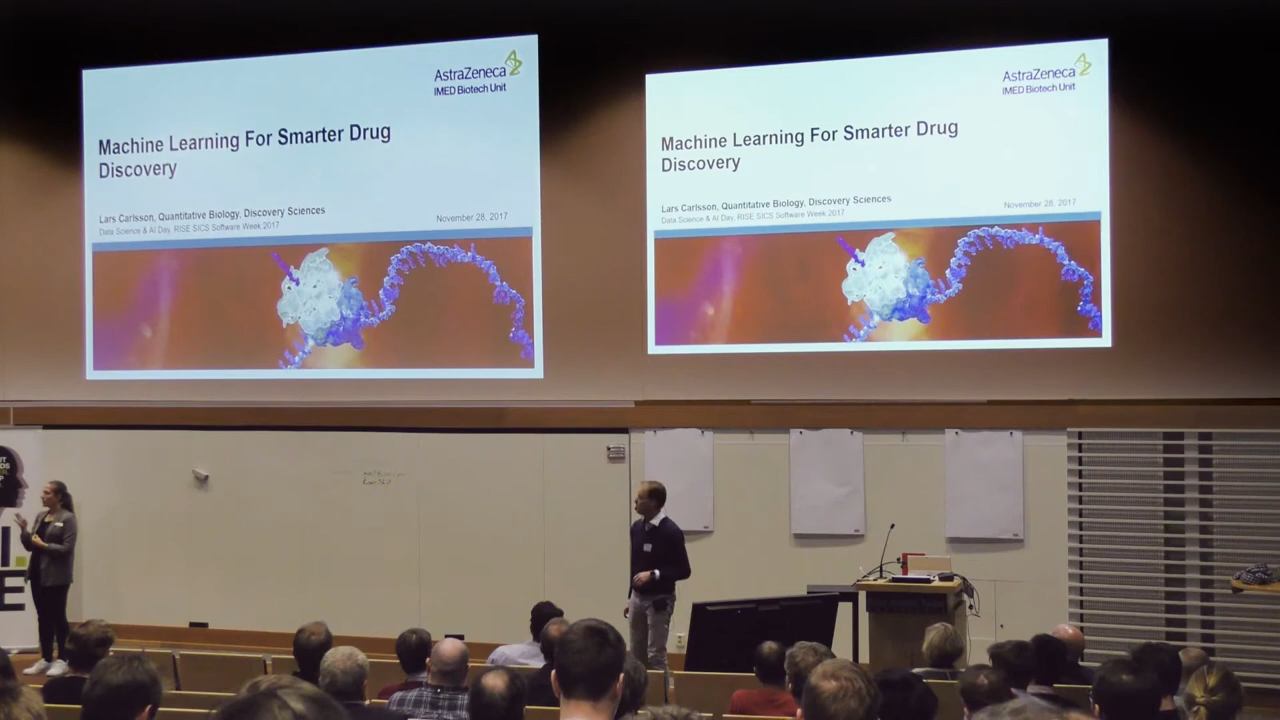 AstraZeneca
IMED Biotech Unit
Machine Learning For Smarter Drug
Discovery
Lars Carlsson, Quantitative Biology, Discovery Sciences
Data Science & AI Day, RISE SICS Software Week 2017
November 28, 2017
AstraZeneca
IMED Biotech Unit
Machine Learning For Smarter Drug
Discovery
Lars Carlsson, Quantitative Biology, Discovery Sciences
Data Science & AI Day, RISE SICS Software Week 2017
November 28, 2017